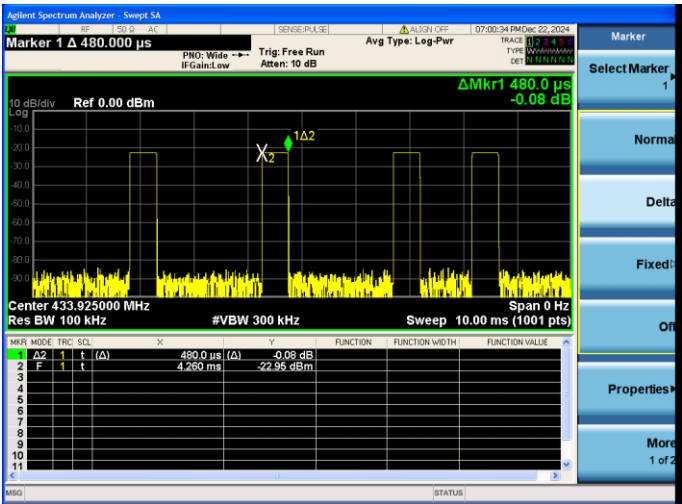 Agilent Spectrum Analyzer - Swept SA
RF 50 Ω AC SENSE:PULSE ALIGN OFF 07:00:34 PM Dec 22, 2024
Marker 1 Δ 480.000 µs
PNO: Wide
IFGain:Low
Trig: Free Run
Atten: 10 dB
Avg Type: Log-Pwr
TRACE 1 2 3 4 5 6
TYPE
DET N N N N N N
ΔMkr1 480.0 µs
-0.08 dB
10 dB/div Ref 0.00 dBm
Log
-10.0
-20.0
-30.0
-40.0
-50.0
-60.0
-70.0
-80.0
-90.0
1Δ2
X2
Center 433.925000 MHz Span 0 Hz
Res BW 100 kHz #VBW 300 kHz Sweep 10.00 ms (1001 pts)
MKR MODE TRC SCL X Y FUNCTION FUNCTION WIDTH FUNCTION VALUE
1 Δ2 1 t (Δ) 480.0 µs (Δ) -0.08 dB
2 F 1 t 4.260 ms -22.95 dBm
3
4
5
6
7
8
9
10
11
MSG STATUS
Marker
Select Marker
1
Normal
Delta
Fixed
Off
Properties
More
1 of 2